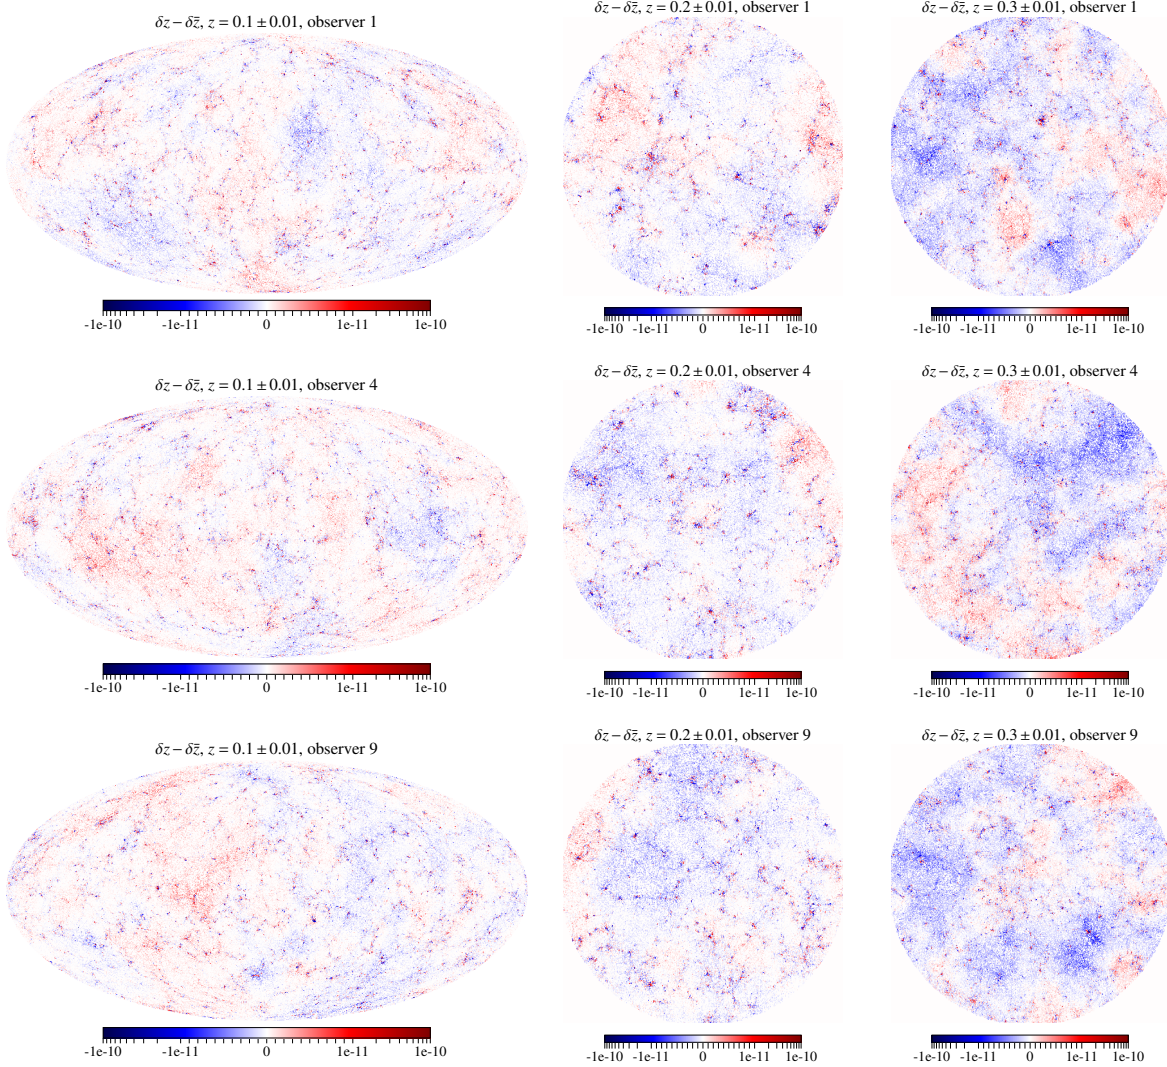 δz − δz̄, z = 0.1 ± 0.01, observer 1
-1e-10 -1e-11 0 1e-11 1e-10
δz − δz̄, z = 0.2 ± 0.01, observer 1
-1e-10 -1e-11 0 1e-11 1e-10
δz − δz̄, z = 0.3 ± 0.01, observer 1
-1e-10 -1e-11 0 1e-11 1e-10
δz − δz̄, z = 0.1 ± 0.01, observer 4
-1e-10 -1e-11 0 1e-11 1e-10
δz − δz̄, z = 0.2 ± 0.01, observer 4
-1e-10 -1e-11 0 1e-11 1e-10
δz − δz̄, z = 0.3 ± 0.01, observer 4
-1e-10 -1e-11 0 1e-11 1e-10
δz − δz̄, z = 0.1 ± 0.01, observer 9
-1e-10 -1e-11 0 1e-11 1e-10
δz − δz̄, z = 0.2 ± 0.01, observer 9
-1e-10 -1e-11 0 1e-11 1e-10
δz − δz̄, z = 0.3 ± 0.01, observer 9
-1e-10 -1e-11 0 1e-11 1e-10